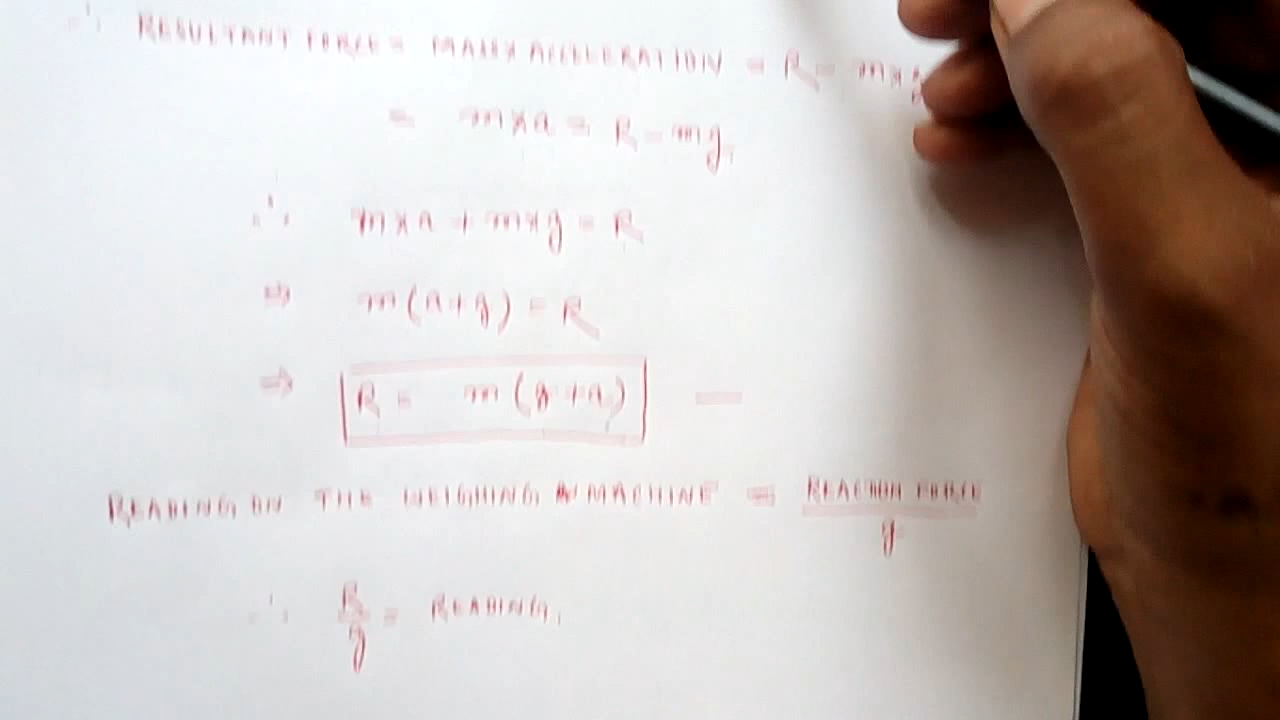 ∴ RESULTANT FORCE = MASS X ACCELERATION = R - m x g
= m x a = R - mg.
∴ m x a + m x g = R
⇒ m (a + g) = R
⇒ R = m (g + a)
READING ON THE WEIGHING MACHINE = REACTION FORCE / g
∴ R / g = READING.